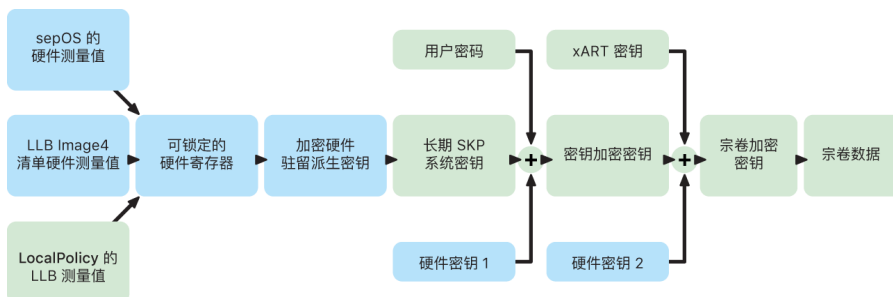 sepOS 的
硬件测量值
用户密码
xART 密钥
LLB Image4
清单硬件测量值
可锁定的
硬件寄存器
加密硬件
驻留派生密钥
长期 SKP
系统密钥
+
密钥加密密钥
+
宗卷加密
密钥
宗卷数据
LocalPolicy 的
LLB 测量值
硬件密钥 1
硬件密钥 2